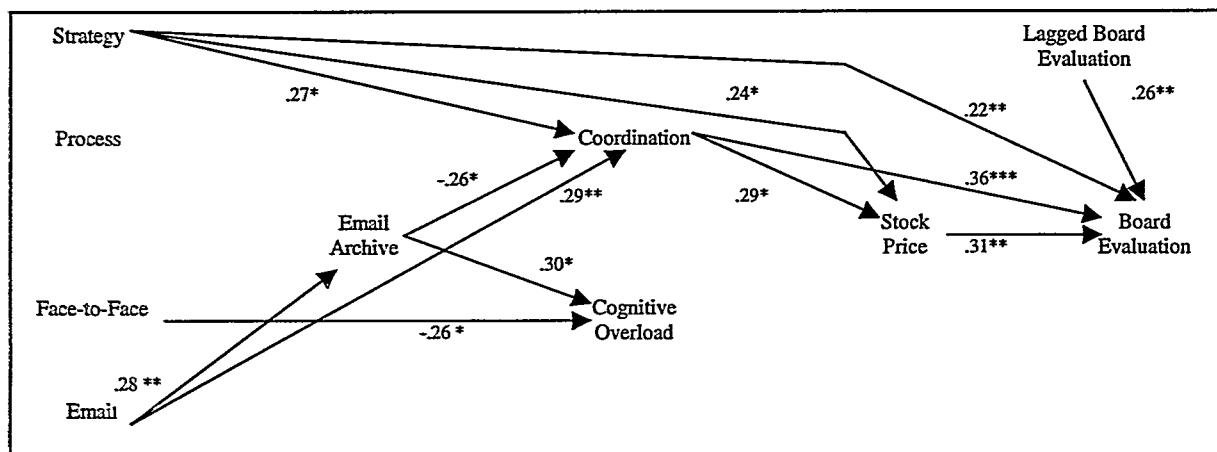 Strategy
Lagged Board
Evaluation
.27*
.24*
.22**
.26**
Process
Coordination
-.26*
.29**
.29*
.36***
Email
Archive
Stock
Price
.31**
Board
Evaluation
.30*
Face-to-Face
-.26 *
Cognitive
Overload
.28 **
Email